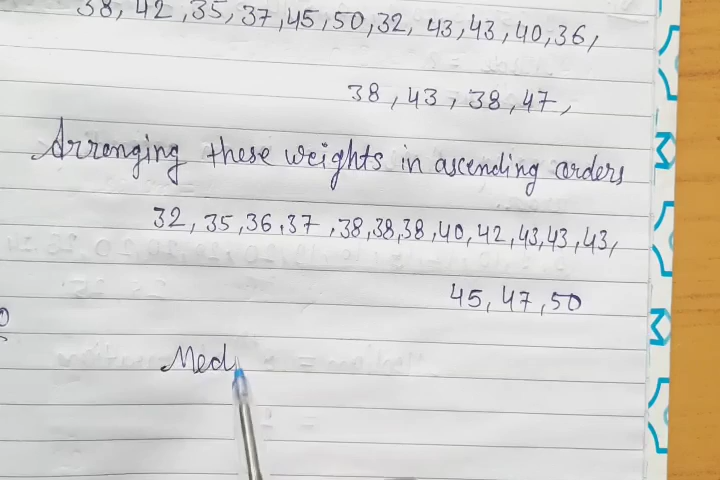 38, 42, 35, 37, 45, 50, 32, 43, 43, 40, 36,
38, 43, 38, 47,
Arrenging these weights in ascending orders
32, 35, 36, 37, 38, 38, 38, 40, 42, 43, 43, 43,
45, 47, 50
Med